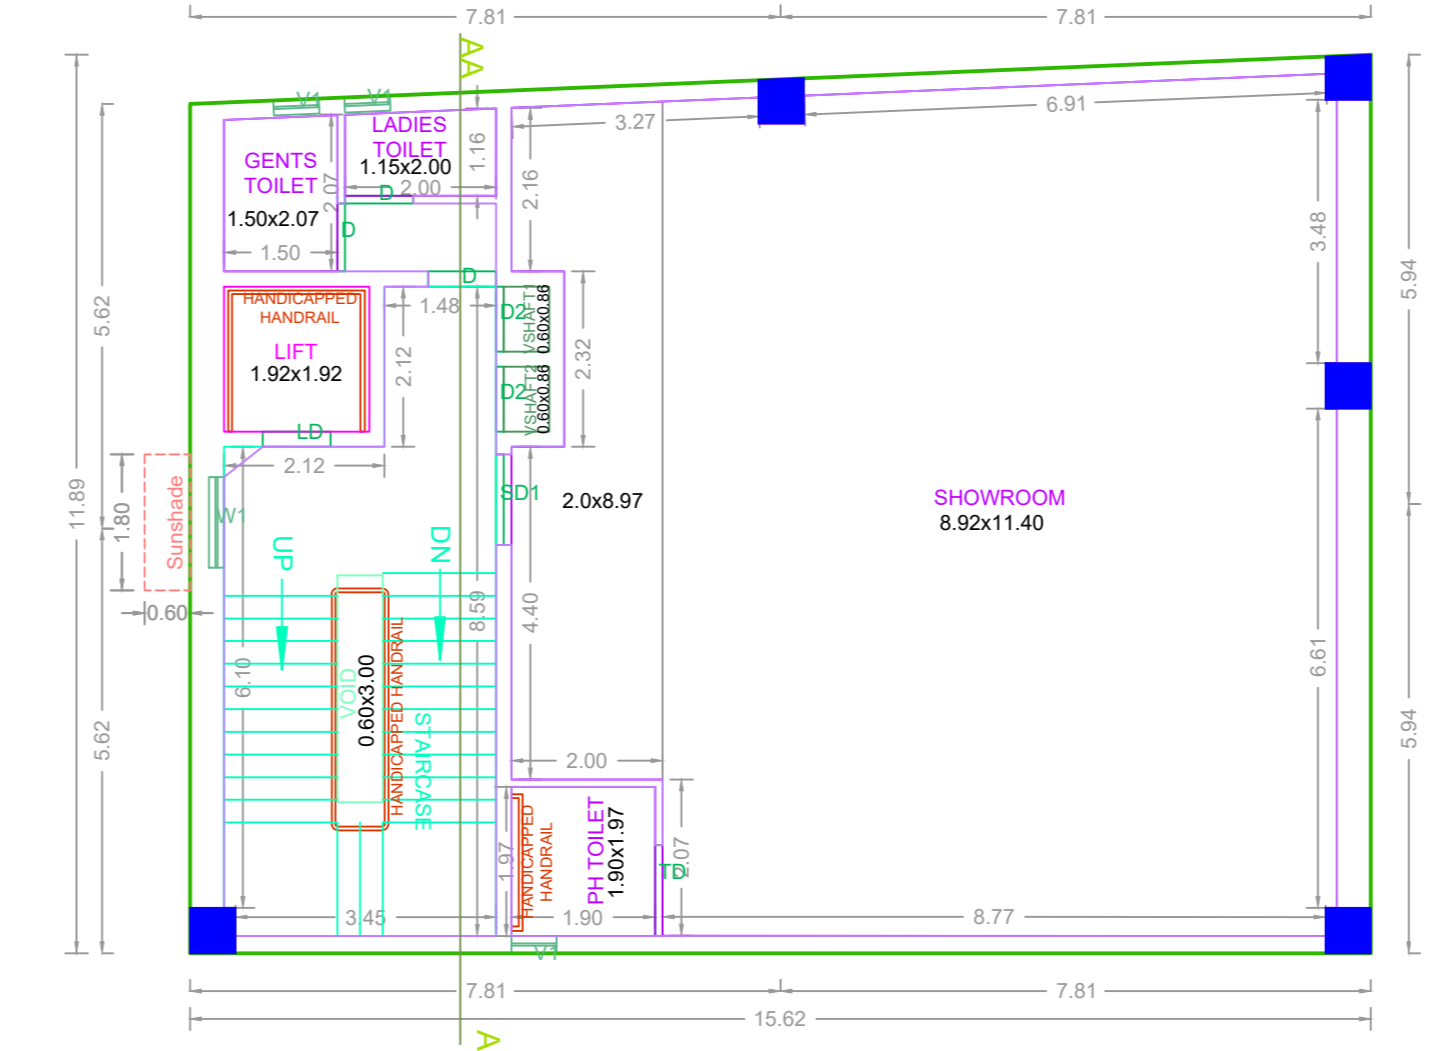 7.81
7.81
AA
V1
V1
6.91
3.27
LADIES
TOILET
1.15x2.00
1.16
2.00
GENTS
TOILET
2.07
1.50x2.07
1.50
D
D
D
2.16
3.48
5.94
11.89
5.62
HANDICAPPED
HANDRAIL
LIFT
1.92x1.92
LD
1.48
2.12
2.12
D2
VSHAFT1
0.60x0.86
D2
VSHAFT2
0.60x0.86
2.32
SD1
2.0x8.97
SHOWROOM
8.92x11.40
1.80
Sunshade
W1
0.60
UP
DN
8.59
4.40
6.10
VOID
0.60x3.00
HANDICAPPED HANDRAIL
STAIRCASE
6.61
5.62
5.94
2.00
1.97
HANDICAPPED
HANDRAIL
PH TOILET
1.90x1.97
2.07
TD
3.45
1.90
8.77
V1
7.81
7.81
15.62
A